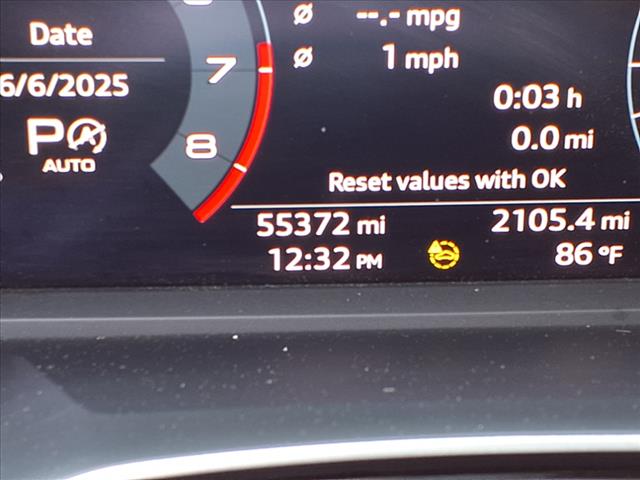 Date
6/6/2025
P A
AUTO
7
8
Ø --.- mpg
Ø 1 mph
0:03 h
0.0 mi
Reset values with OK
55372 mi 2105.4 mi
12:32 PM 86 °F